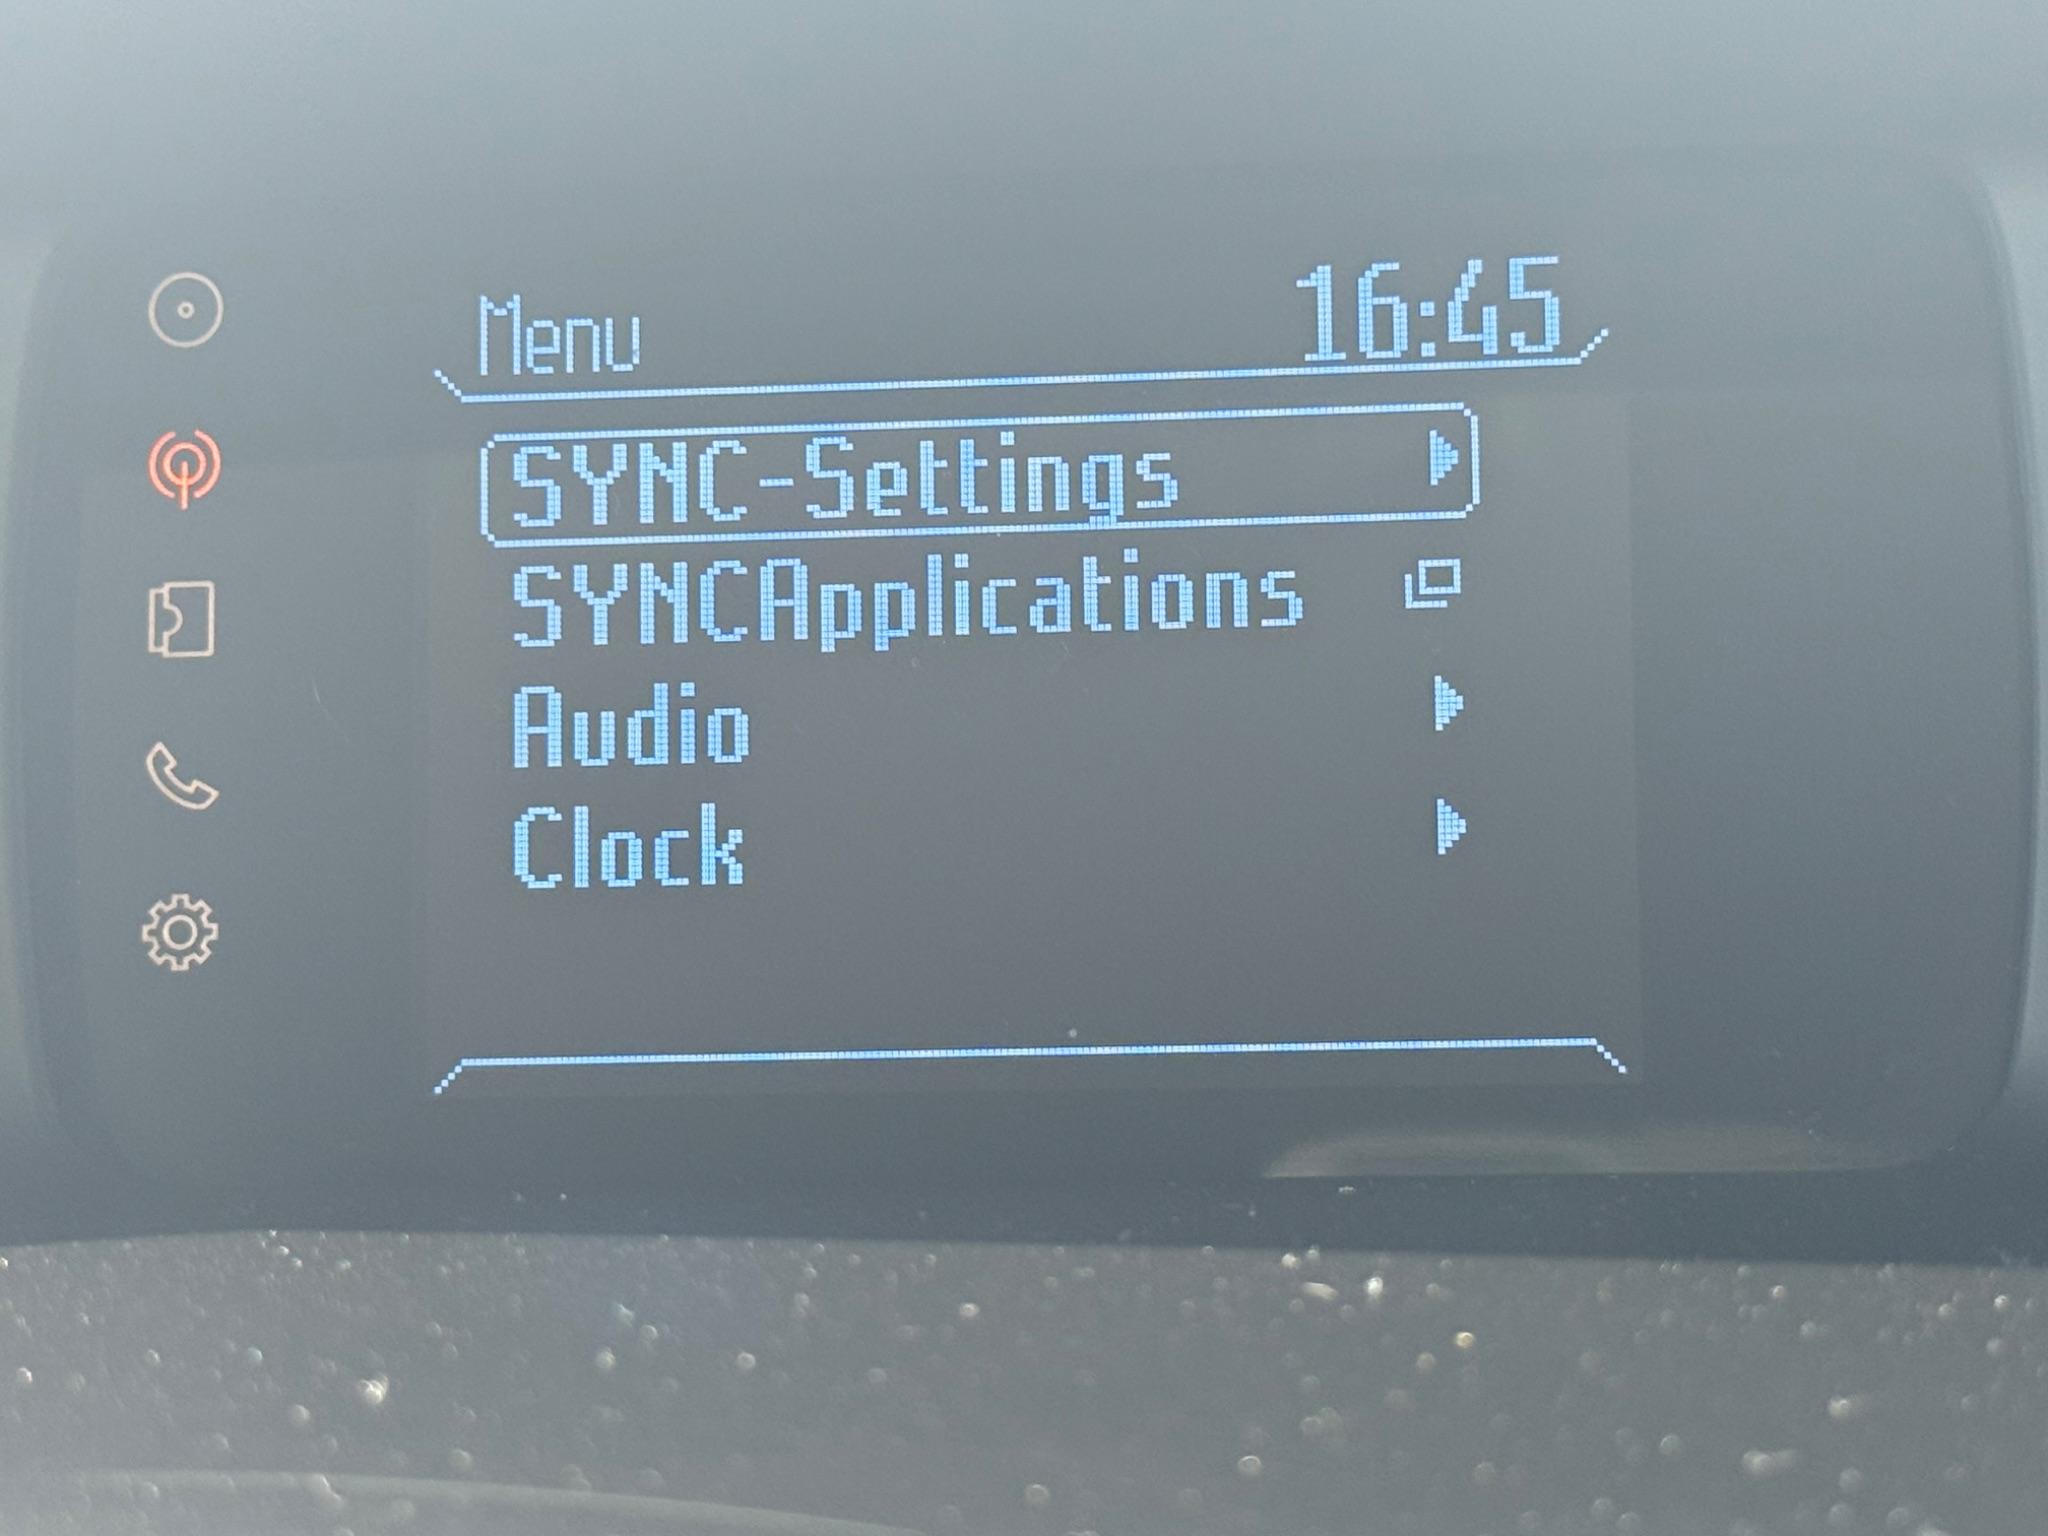 Menu 16:45
SYNC-Settings
SYNCApplications
Audio
Clock